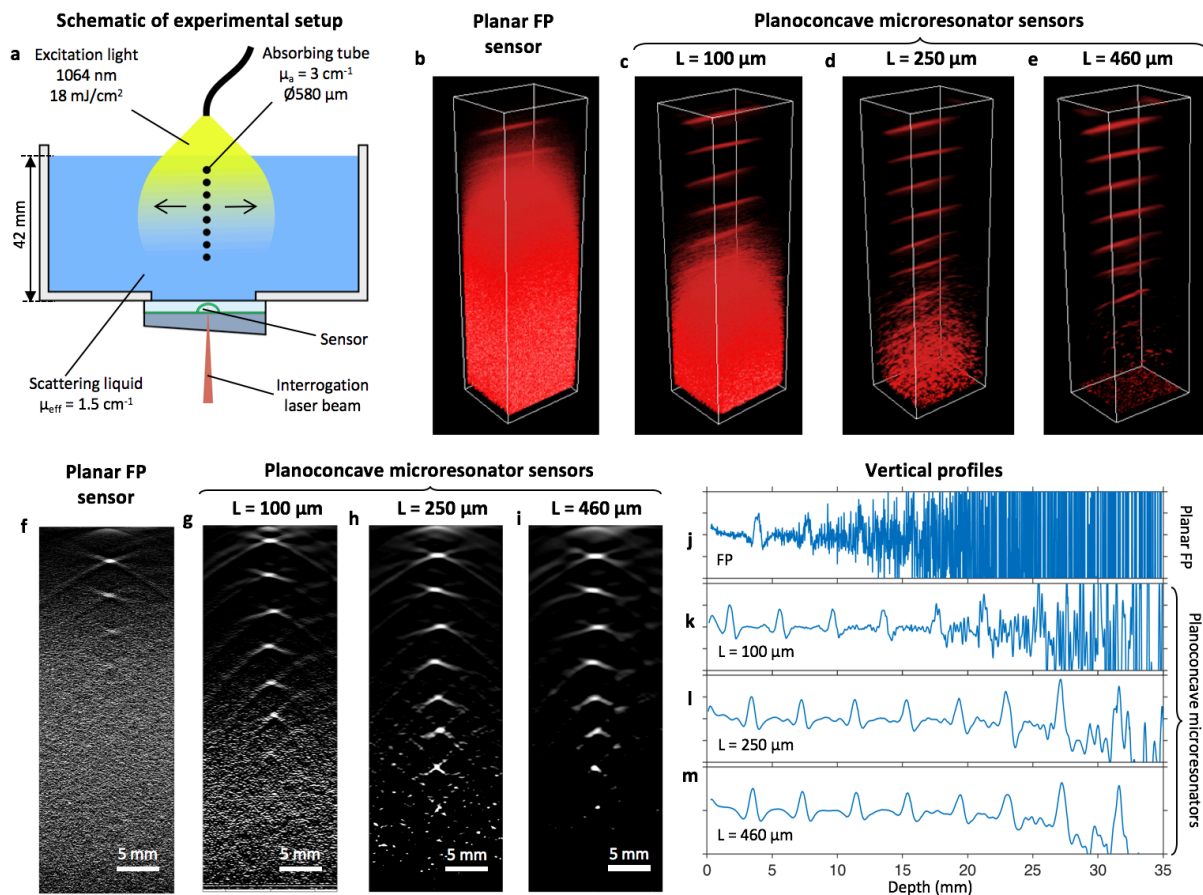 Schematic of experimental setup
a
Excitation light
1064 nm
18 mJ/cm²
Absorbing tube
μₐ = 3 cm⁻¹
Ø580 μm
42 mm
Sensor
Scattering liquid
μeff = 1.5 cm⁻¹
Interrogation
laser beam
Planar FP
sensor
b
Planoconcave microresonator sensors
c
L = 100 μm
d
L = 250 μm
e
L = 460 μm
Planar FP
sensor
f
5 mm
Planoconcave microresonator sensors
g
L = 100 μm
5 mm
h
L = 250 μm
5 mm
i
L = 460 μm
5 mm
Vertical profiles
j
FP
Planar FP
k
L = 100 μm
l
L = 250 μm
m
L = 460 μm
Planoconcave microresonators
0 5 10 15 20 25 30 35
Depth (mm)